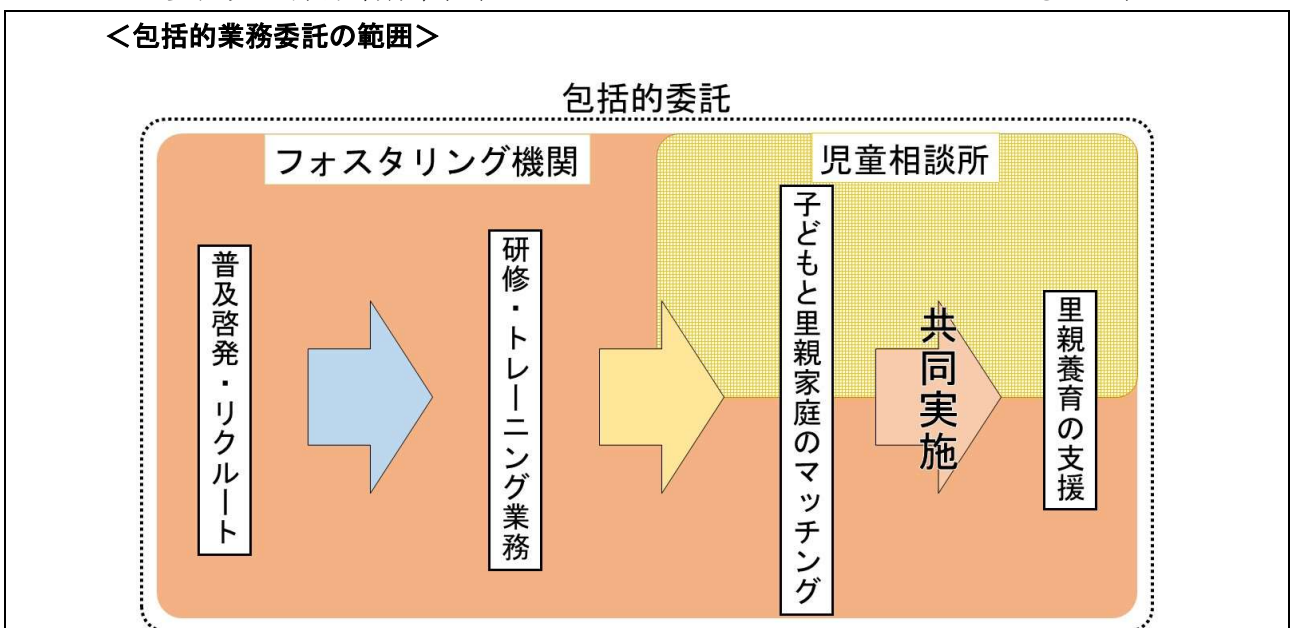 ＜包括的業務委託の範囲＞
包括的委託
フォスタリング機関
児童相談所
普及啓発・リクルート
研修・トレーニング業務
子どもと里親家庭のマッチング
共同実施
里親養育の支援